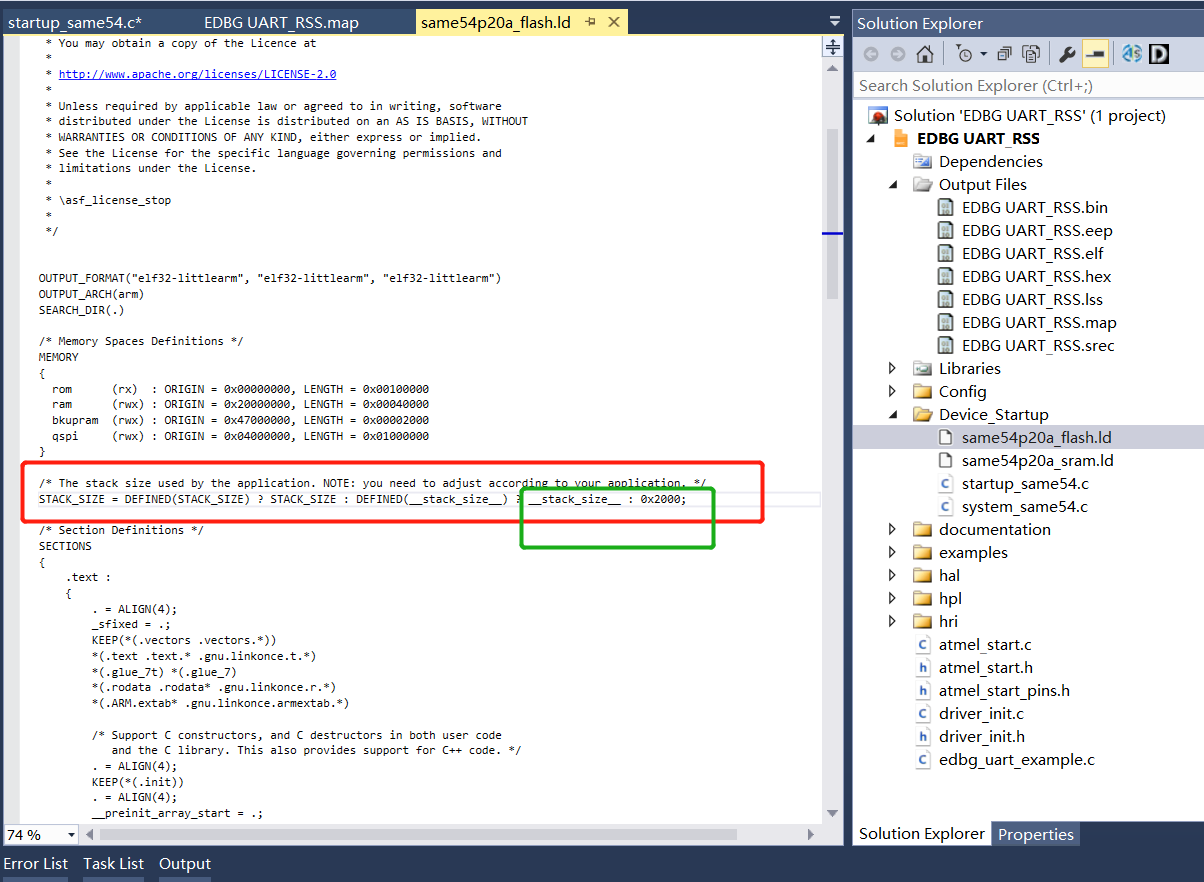 startup_same54.c*
EDBG UART_RSS.map
same54p20a_flash.ld
* You may obtain a copy of the Licence at
*
* http://www.apache.org/licenses/LICENSE-2.0
*
* Unless required by applicable law or agreed to in writing, software
* distributed under the License is distributed on an AS IS BASIS, WITHOUT
* WARRANTIES OR CONDITIONS OF ANY KIND, either express or implied.
* See the License for the specific language governing permissions and
* limitations under the License.
*
* \asf_license_stop
*
*/
OUTPUT_FORMAT("elf32-littlearm", "elf32-littlearm", "elf32-littlearm")
OUTPUT_ARCH(arm)
SEARCH_DIR(.)
/* Memory Spaces Definitions */
MEMORY
{
rom (rx) : ORIGIN = 0x00000000, LENGTH = 0x00100000
ram (rwx) : ORIGIN = 0x20000000, LENGTH = 0x00040000
bkupram (rwx) : ORIGIN = 0x47000000, LENGTH = 0x00002000
qspi (rwx) : ORIGIN = 0x04000000, LENGTH = 0x01000000
}
/* The stack size used by the application. NOTE: you need to adjust according to your application. */
STACK_SIZE = DEFINED(STACK_SIZE) ? STACK_SIZE : DEFINED(__stack_size__) ? __stack_size__ : 0x2000;
/* Section Definitions */
SECTIONS
{
.text :
{
. = ALIGN(4);
_sfixed = .;
KEEP(*(.vectors .vectors.*))
*(.text .text.* .gnu.linkonce.t.*)
*(.glue_7t) *(.glue_7)
*(.rodata .rodata* .gnu.linkonce.r.*)
*(.ARM.extab* .gnu.linkonce.armextab.*)
/* Support C constructors, and C destructors in both user code
and the C library. This also provides support for C++ code. */
. = ALIGN(4);
KEEP(*(.init))
. = ALIGN(4);
__preinit_array_start = .;
74 %
Error List
Task List
Output
Solution Explorer
Search Solution Explorer (Ctrl+;)
Solution 'EDBG UART_RSS' (1 project)
EDBG UART_RSS
Dependencies
Output Files
EDBG UART_RSS.bin
EDBG UART_RSS.eep
EDBG UART_RSS.elf
EDBG UART_RSS.hex
EDBG UART_RSS.lss
EDBG UART_RSS.map
EDBG UART_RSS.srec
Libraries
Config
Device_Startup
same54p20a_flash.ld
same54p20a_sram.ld
startup_same54.c
system_same54.c
documentation
examples
hal
hpl
hri
atmel_start.c
atmel_start.h
atmel_start_pins.h
driver_init.c
driver_init.h
edbg_uart_example.c
Solution Explorer
Properties